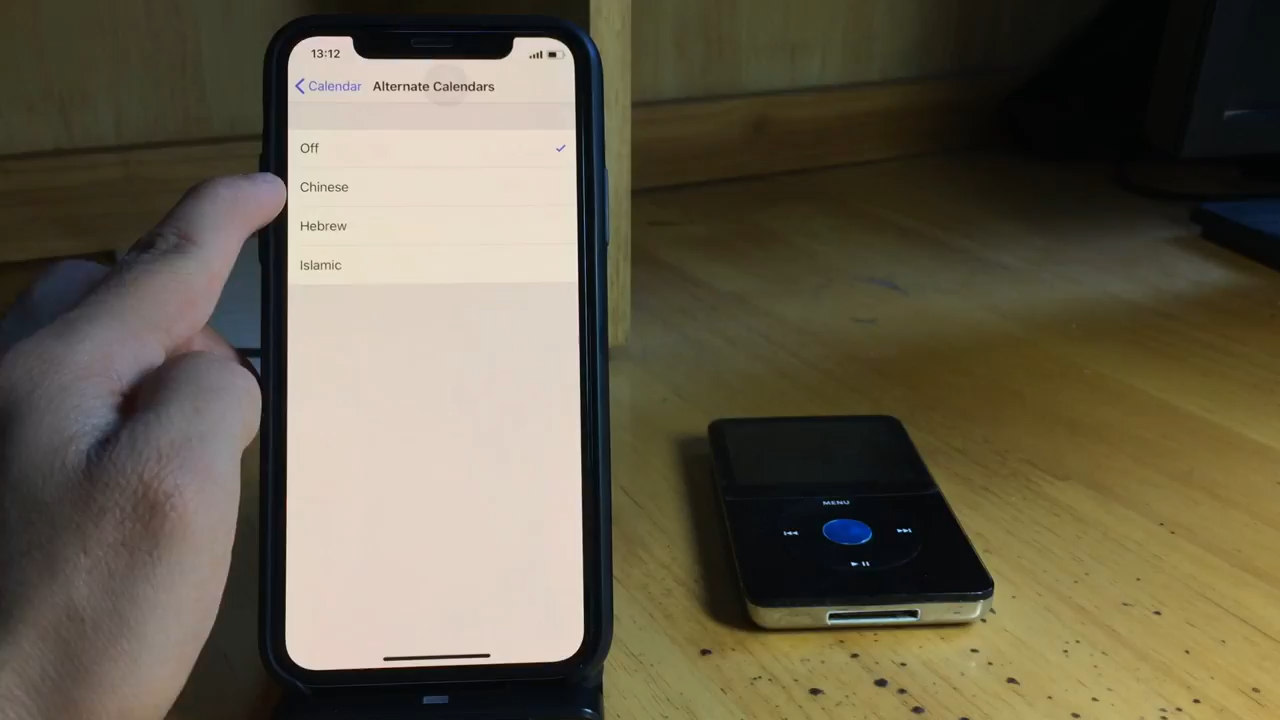 13:12
Calendar Alternate Calendars
Off
Chinese
Hebrew
Islamic
MENU